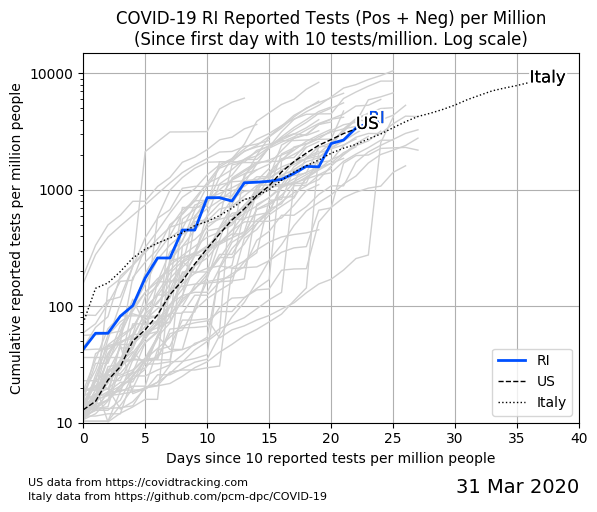 COVID-19 RI Reported Tests (Pos + Neg) per Million
(Since first day with 10 tests/million. Log scale)
Cumulative reported tests per million people
10000
1000
100
10
Italy
RI
US
RI
US
Italy
0 5 10 15 20 25 30 35 40
Days since 10 reported tests per million people
US data from https://covidtracking.com
Italy data from https://github.com/pcm-dpc/COVID-19
31 Mar 2020